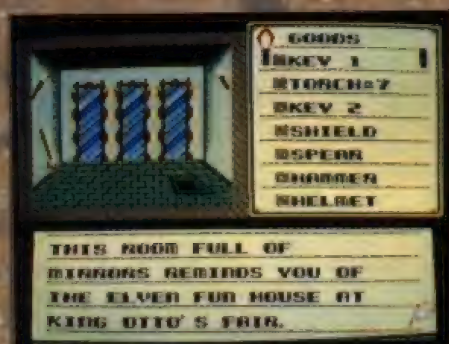 GOODS
KEY 1
TORCH=7
KEY 2
SHIELD
SPEAR
HAMMER
HELMET
THIS ROOM FULL OF
MIRRORS REMINDS YOU OF
THE ELVEN FUN HOUSE AT
KING OTTO'S FAIR.